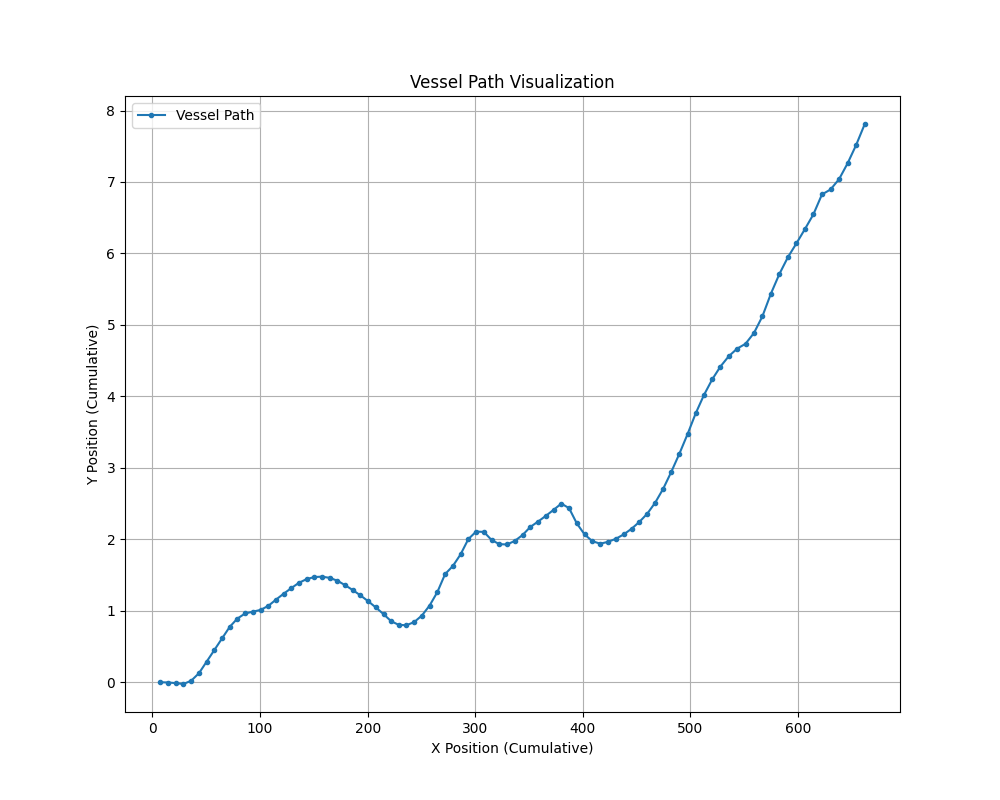 Vessel Path Visualization
Vessel Path
8
7
6
5
4
3
2
1
0
Y Position (Cumulative)
0 100 200 300 400 500 600
X Position (Cumulative)